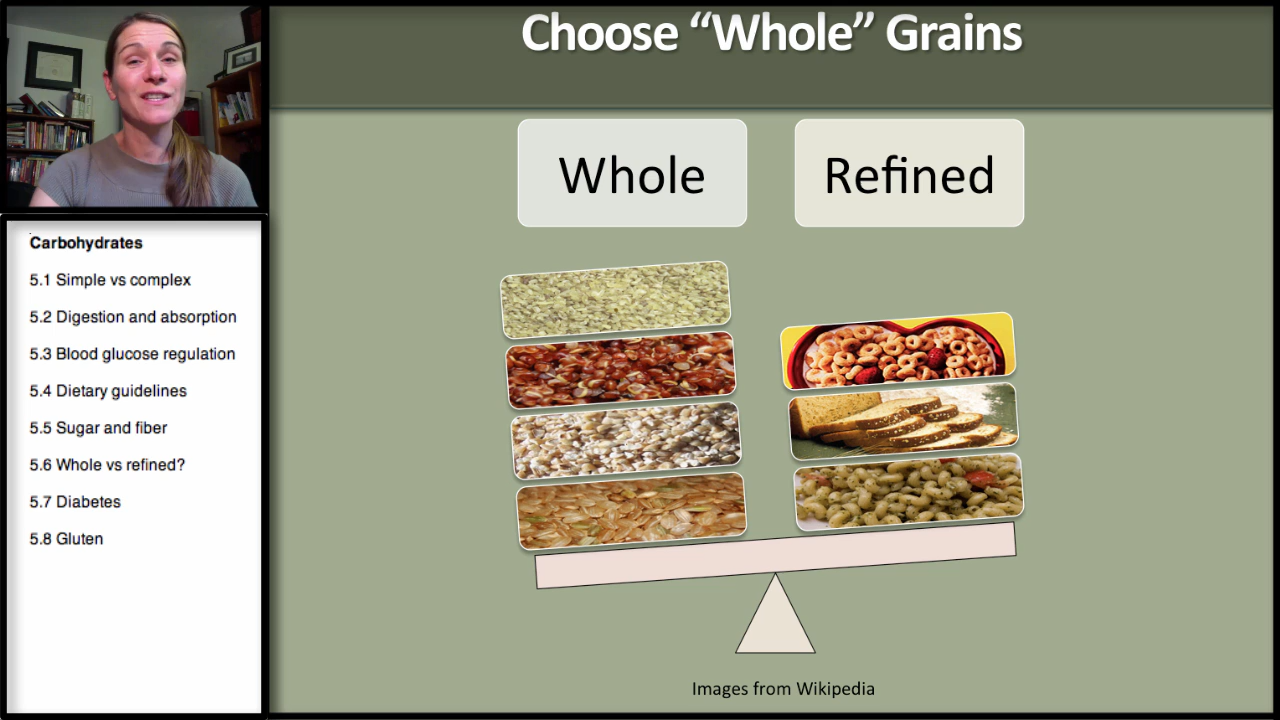 Choose “Whole” Grains
Whole
Refined
Carbohydrates
5.1 Simple vs complex
5.2 Digestion and absorption
5.3 Blood glucose regulation
5.4 Dietary guidelines
5.5 Sugar and fiber
5.6 Whole vs refined?
5.7 Diabetes
5.8 Gluten
Images from Wikipedia